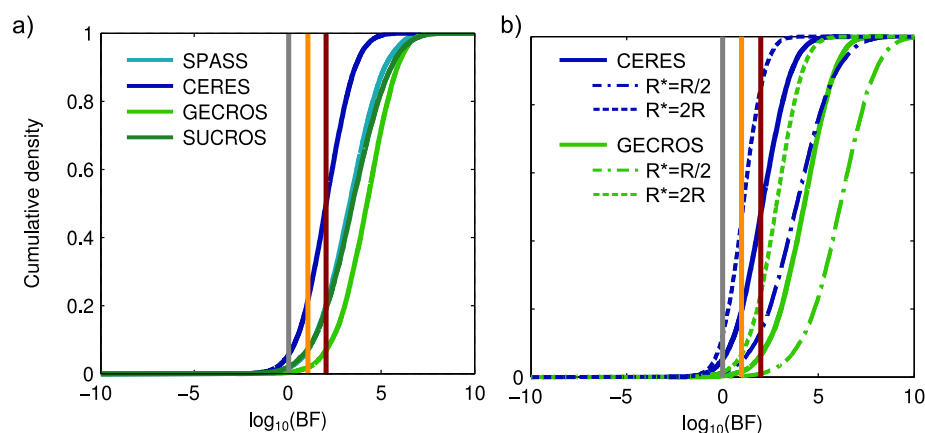 a)
1
0.8
0.6
0.4
0.2
0
Cumulative density
SPASS
CERES
GECROS
SUCROS
−10
−5
0
5
10
log10(BF)
b)
CERES
R*=R/2
R*=2R
GECROS
R*=R/2
R*=2R
0
−10
−5
0
5
10
log10(BF)